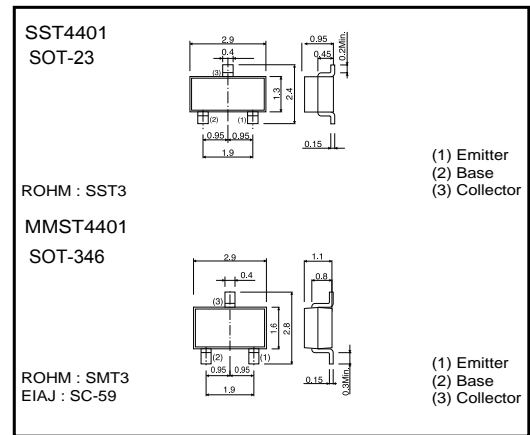 SST4401
SOT-23
2.9
0.4
(3)
1.3
2.4
(2)
(1)
0.95 0.95
1.9
0.95
0.45
0.2Min.
0.15
ROHM : SST3
(1) Emitter
(2) Base
(3) Collector
MMST4401
SOT-346
2.9
0.4
(3)
1.6
2.8
(2)
(1)
0.95 0.95
1.9
1.1
0.8
0.15
0.3Min.
ROHM : SMT3
EIAJ : SC-59
(1) Emitter
(2) Base
(3) Collector